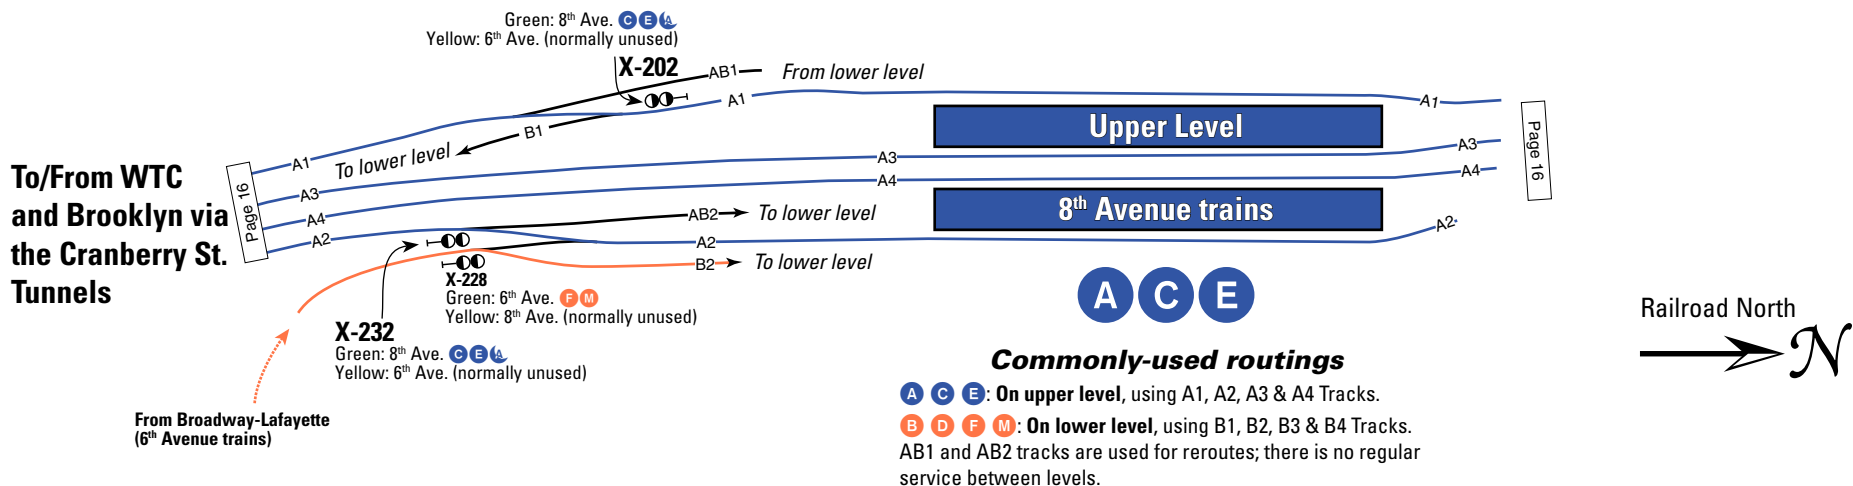 Green: 8th Ave. C E A
Yellow: 6th Ave. (normally unused)
X-202
AB1
From lower level
A1
A1
B1
To lower level
Upper Level
A1
A3
A3
A3
A4
A4
A4
A2
Page 16
Page 16
To/From WTC
and Brooklyn via
the Cranberry St.
Tunnels
AB2
To lower level
8th Avenue trains
A2
A2
B2
To lower level
X-228
Green: 6th Ave. F M
Yellow: 8th Ave. (normally unused)
X-232
Green: 8th Ave. C E A
Yellow: 6th Ave. (normally unused)
A C E
Railroad North
N
Commonly-used routings
A C E: On upper level, using A1, A2, A3 & A4 Tracks.
B D F M: On lower level, using B1, B2, B3 & B4 Tracks.
AB1 and AB2 tracks are used for reroutes; there is no regular
service between levels.
From Broadway-Lafayette
(6th Avenue trains)